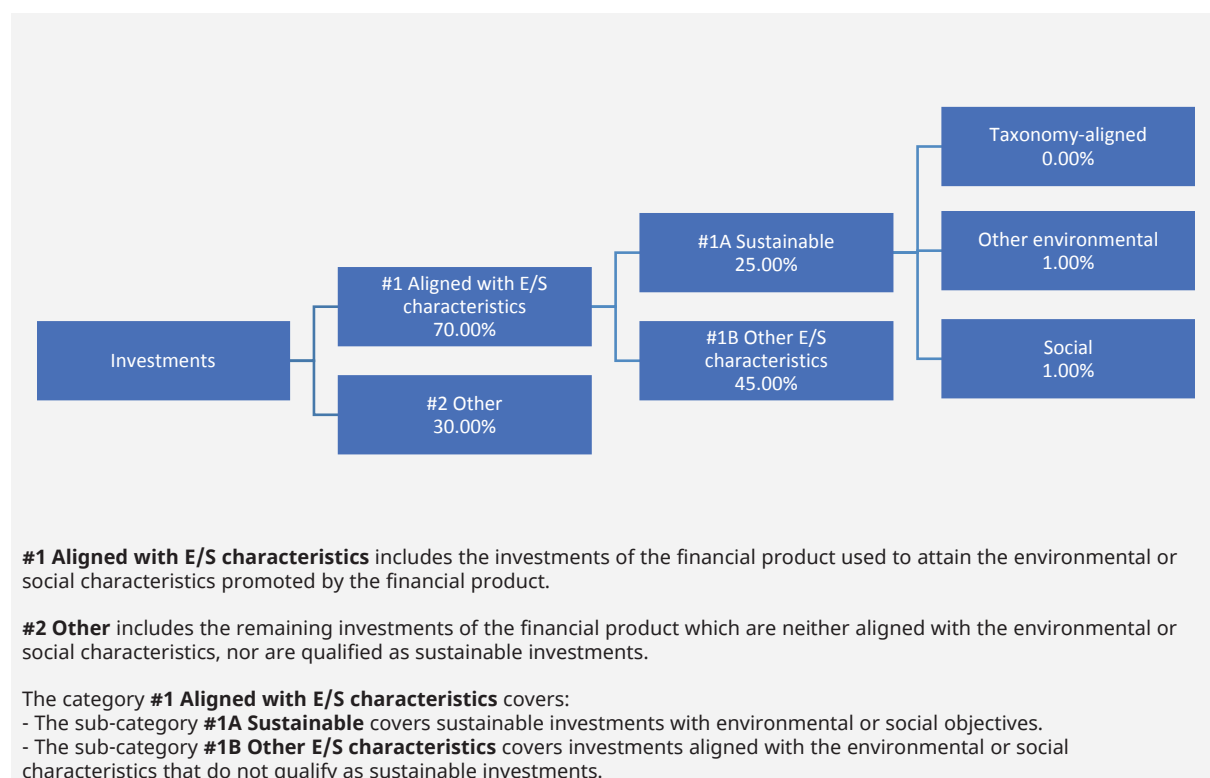 Investments
#1 Aligned with E/S
characteristics
70.00%
#2 Other
30.00%
#1A Sustainable
25.00%
#1B Other E/S
characteristics
45.00%
Taxonomy-aligned
0.00%
Other environmental
1.00%
Social
1.00%
#1 Aligned with E/S characteristics includes the investments of the financial product used to attain the environmental or
social characteristics promoted by the financial product.
#2 Other includes the remaining investments of the financial product which are neither aligned with the environmental or
social characteristics, nor are qualified as sustainable investments.
The category #1 Aligned with E/S characteristics covers:
- The sub-category #1A Sustainable covers sustainable investments with environmental or social objectives.
- The sub-category #1B Other E/S characteristics covers investments aligned with the environmental or social
characteristics that do not qualify as sustainable investments.